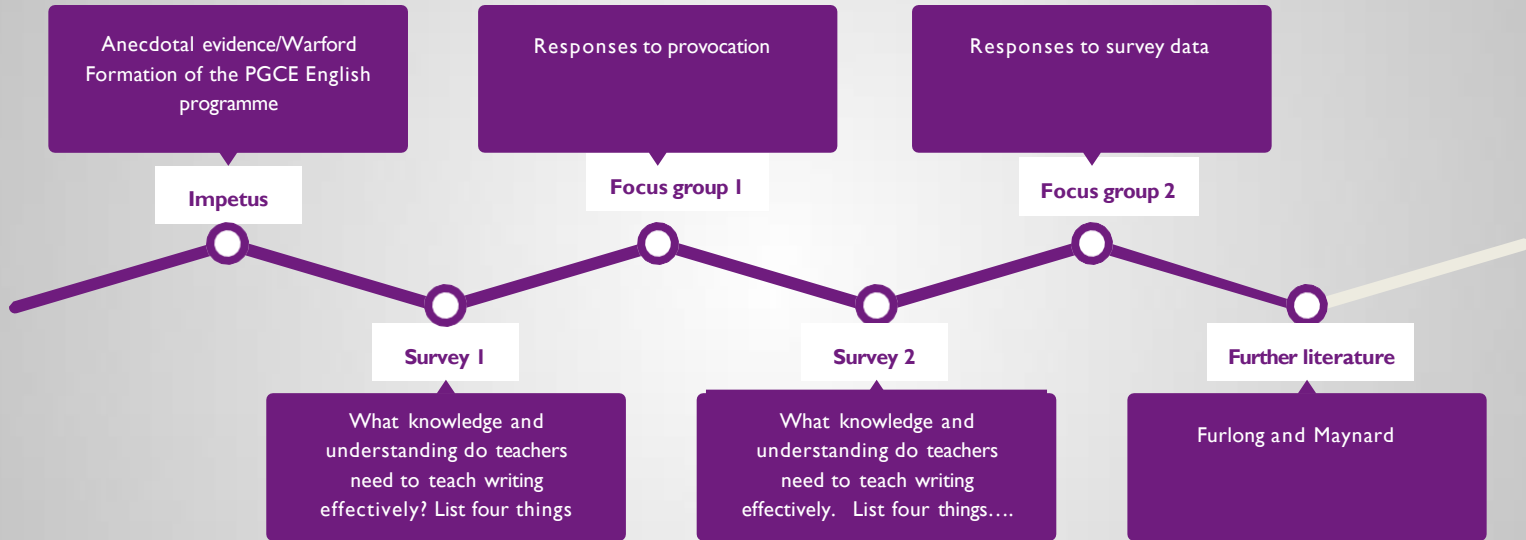 Anecdotal evidence/Warford
Formation of the PGCE English
programme
Impetus
What knowledge and
understanding do teachers
need to teach writing
effectively? List four things
Survey 1
Responses to provocation
Focus group 1
What knowledge and
understanding do teachers
need to teach writing
effectively. List four things....
Survey 2
Responses to survey data
Focus group 2
Further literature
Furlong and Maynard